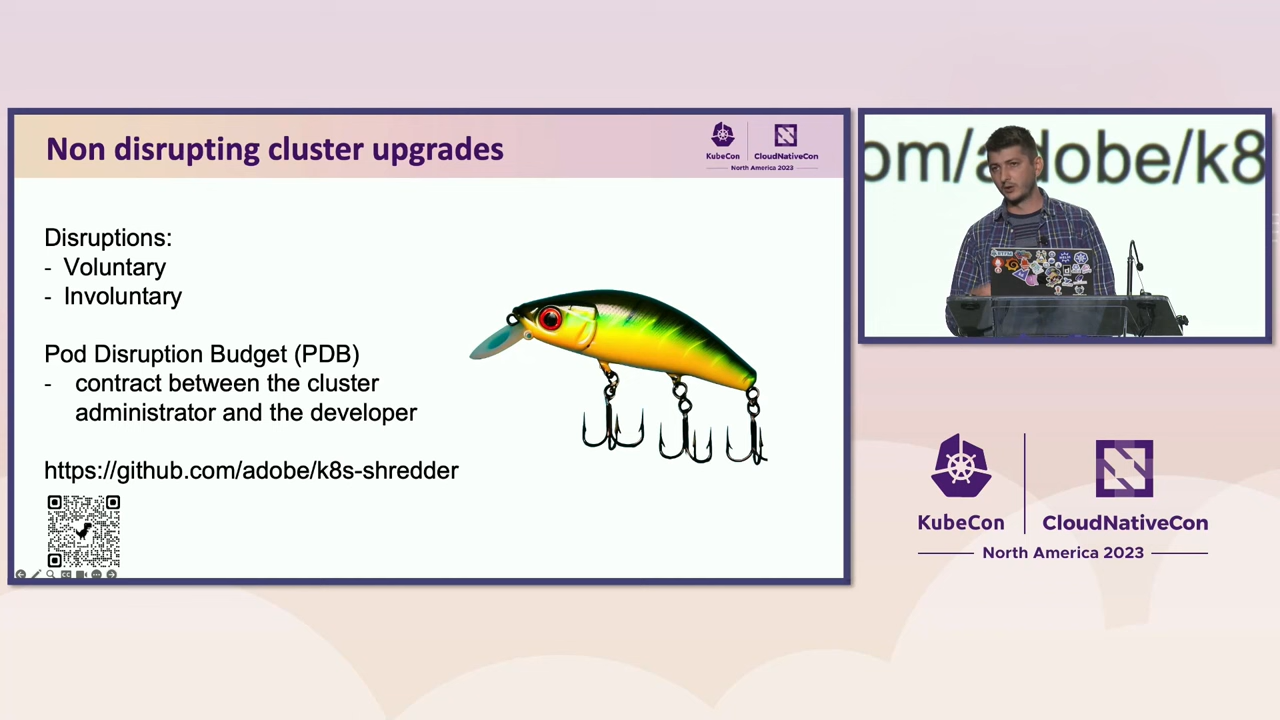 Non disrupting cluster upgrades
KubeCon
CloudNativeCon
North America 2023
Disruptions:
- Voluntary
- Involuntary
Pod Disruption Budget (PDB)
- contract between the cluster
administrator and the developer
https://github.com/adobe/k8s-shredder
om/adobe/k8
KubeCon
CloudNativeCon
North America 2023